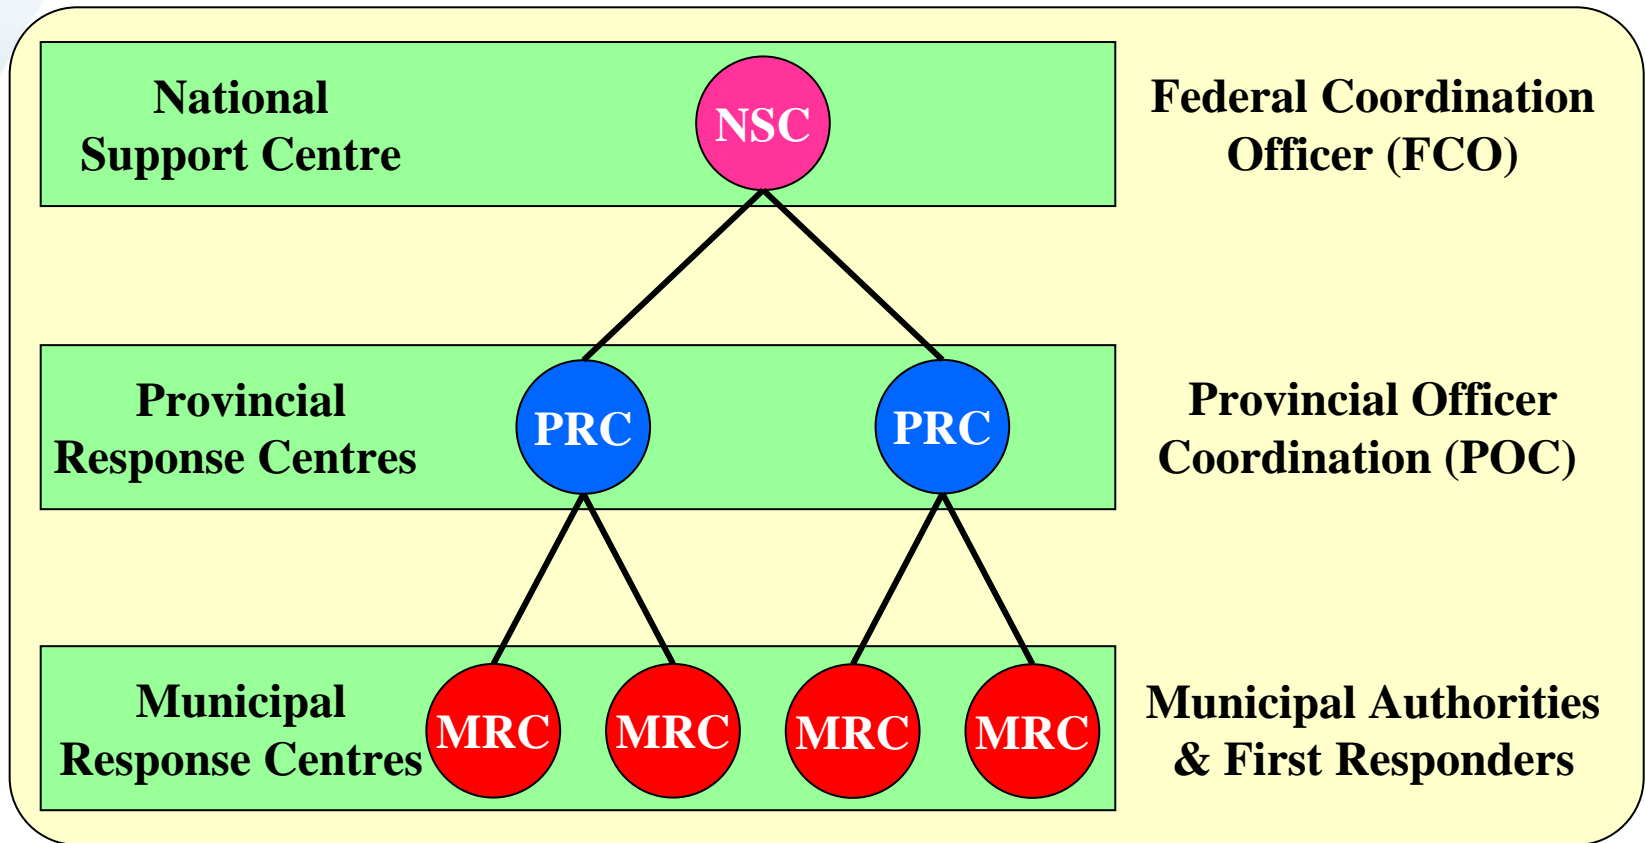 National
Support Centre
NSC
Federal Coordination
Officer (FCO)
Provincial
Response Centres
PRC
PRC
Provincial Officer
Coordination (POC)
Municipal
Response Centres
MRC
MRC
MRC
MRC
Municipal Authorities
& First Responders